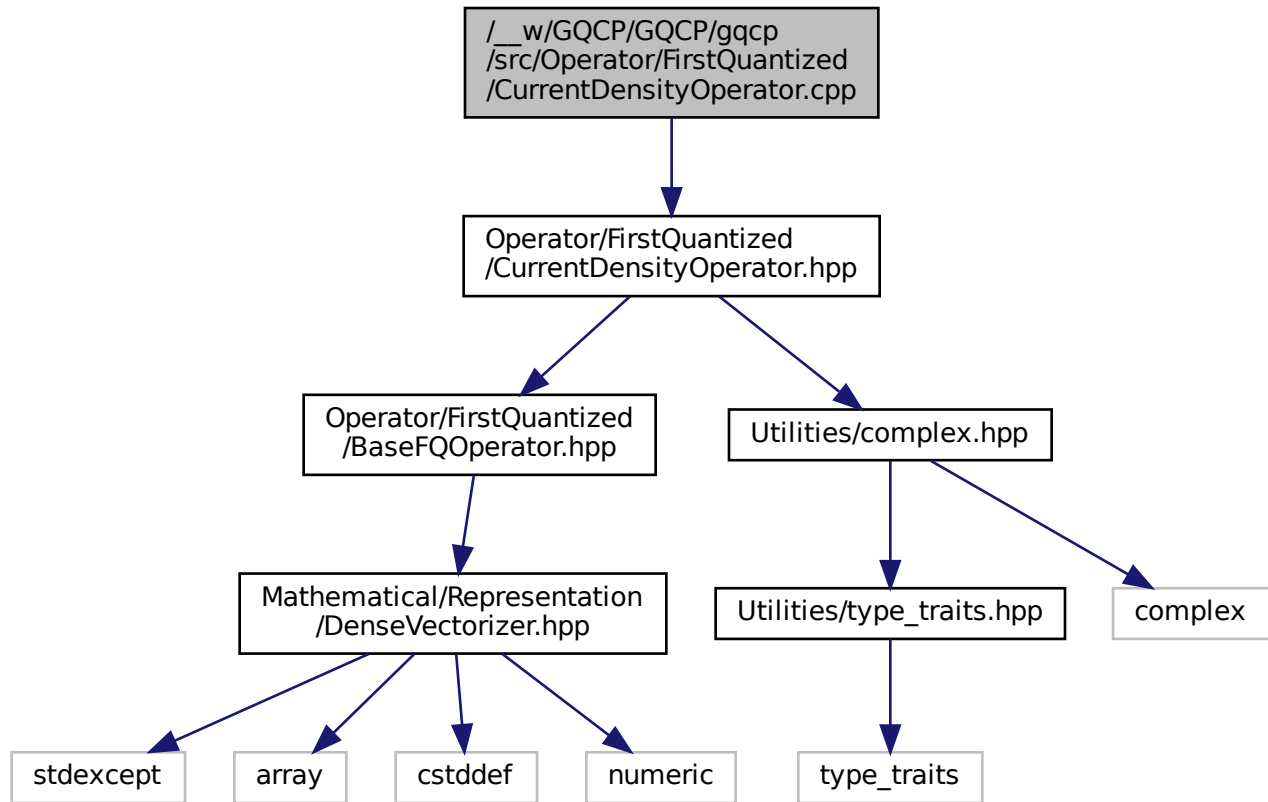 /__w/GQCP/GQCP/gqcp
/src/Operator/FirstQuantized
/CurrentDensityOperator.cpp
Operator/FirstQuantized
/CurrentDensityOperator.hpp
Operator/FirstQuantized
/BaseFQOperator.hpp
Utilities/complex.hpp
Mathematical/Representation
/DenseVectorizer.hpp
Utilities/type_traits.hpp
complex
stdexcept
array
cstddef
numeric
type_traits